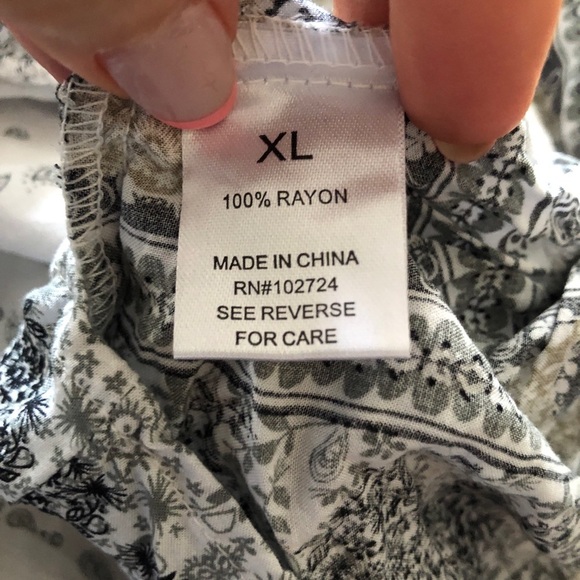 XL
100% RAYON
MADE IN CHINA
RN#102724
SEE REVERSE
FOR CARE